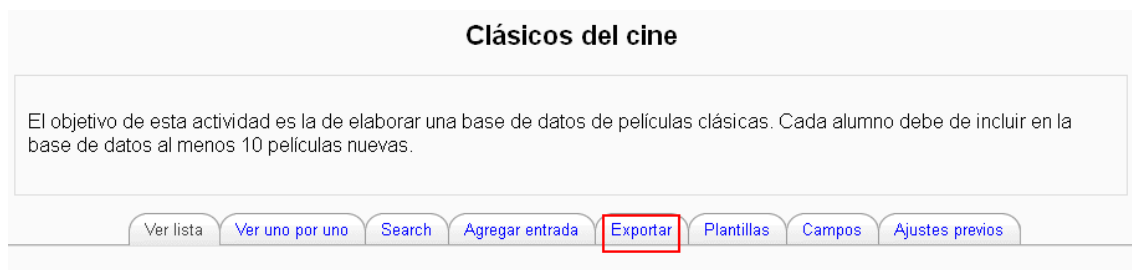 Clásicos del cine
El objetivo de esta actividad es la de elaborar una base de datos de películas clásicas. Cada alumno debe de incluir en la
base de datos al menos 10 películas nuevas.
Ver lista Ver uno por uno Search Agregar entrada Exportar Plantillas Campos Ajustes previos